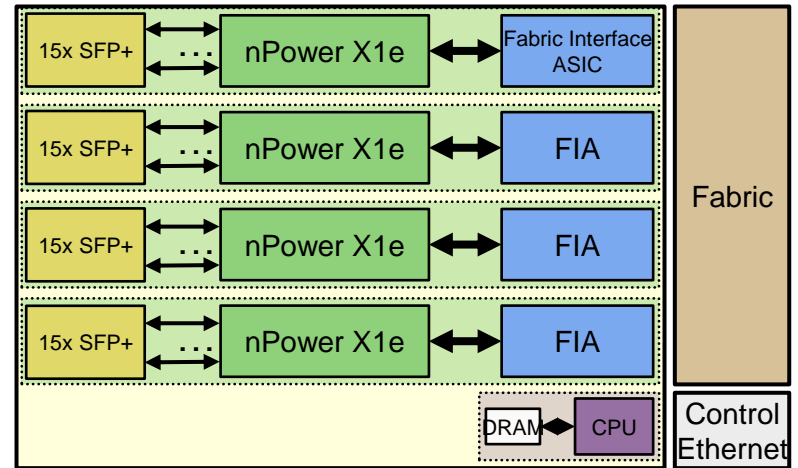 15x SFP+
. . .
nPower X1e
Fabric Interface
ASIC
15x SFP+
. . .
nPower X1e
FIA
15x SFP+
. . .
nPower X1e
FIA
15x SFP+
. . .
nPower X1e
FIA
Fabric
DRAM
CPU
Control
Ethernet